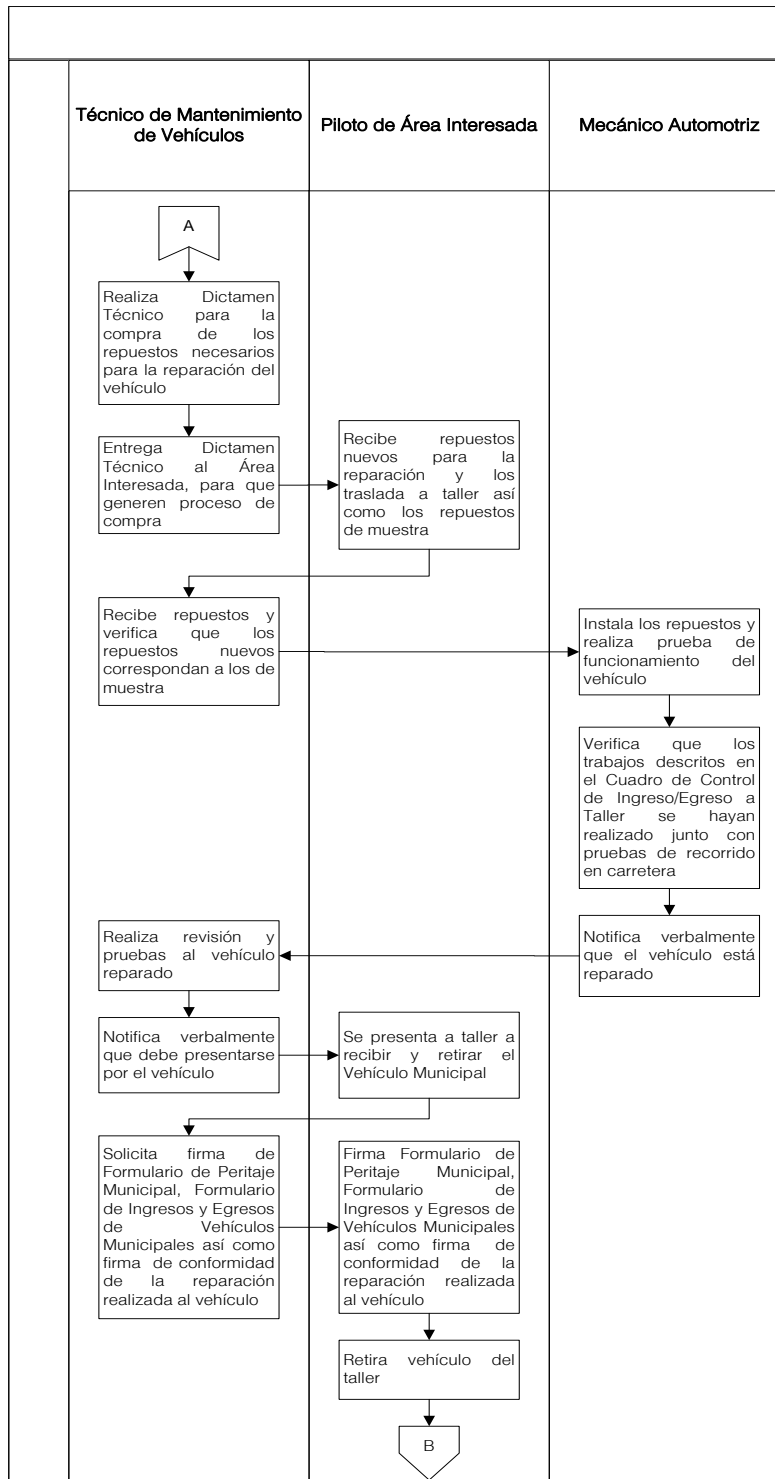 Técnico de Mantenimiento
de Vehículos
Piloto de Área Interesada
Mecánico Automotriz
A
Realiza Dictamen
Técnico para la
compra de los
repuestos necesarios
para la reparación del
vehículo
Entrega Dictamen
Técnico al Área
Interesada, para que
generen proceso de
compra
Recibe repuestos
nuevos para la
reparación y los
traslada a taller así
como los repuestos
de muestra
Recibe repuestos y
verifica que los
repuestos nuevos
correspondan a los de
muestra
Instala los repuestos y
realiza prueba de
funcionamiento del
vehículo
Verifica que los
trabajos descritos en
el Cuadro de Control
de Ingreso/Egreso a
Taller se hayan
realizado junto con
pruebas de recorrido
en carretera
Notifica verbalmente
que el vehículo está
reparado
Realiza revisión y
pruebas al vehículo
reparado
Notifica verbalmente
que debe presentarse
por el vehículo
Se presenta a taller a
recibir y retirar el
Vehículo Municipal
Solicita firma de
Formulario de Peritaje
Municipal, Formulario
de Ingresos y Egresos
de Vehículos
Municipales así como
firma de conformidad
de la reparación
realizada al vehículo
Firma Formulario de
Peritaje Municipal,
Formulario de
Ingresos y Egresos de
Vehículos Municipales
así como firma de
conformidad de la
reparación realizada
al vehículo
Retira vehículo del
taller
B